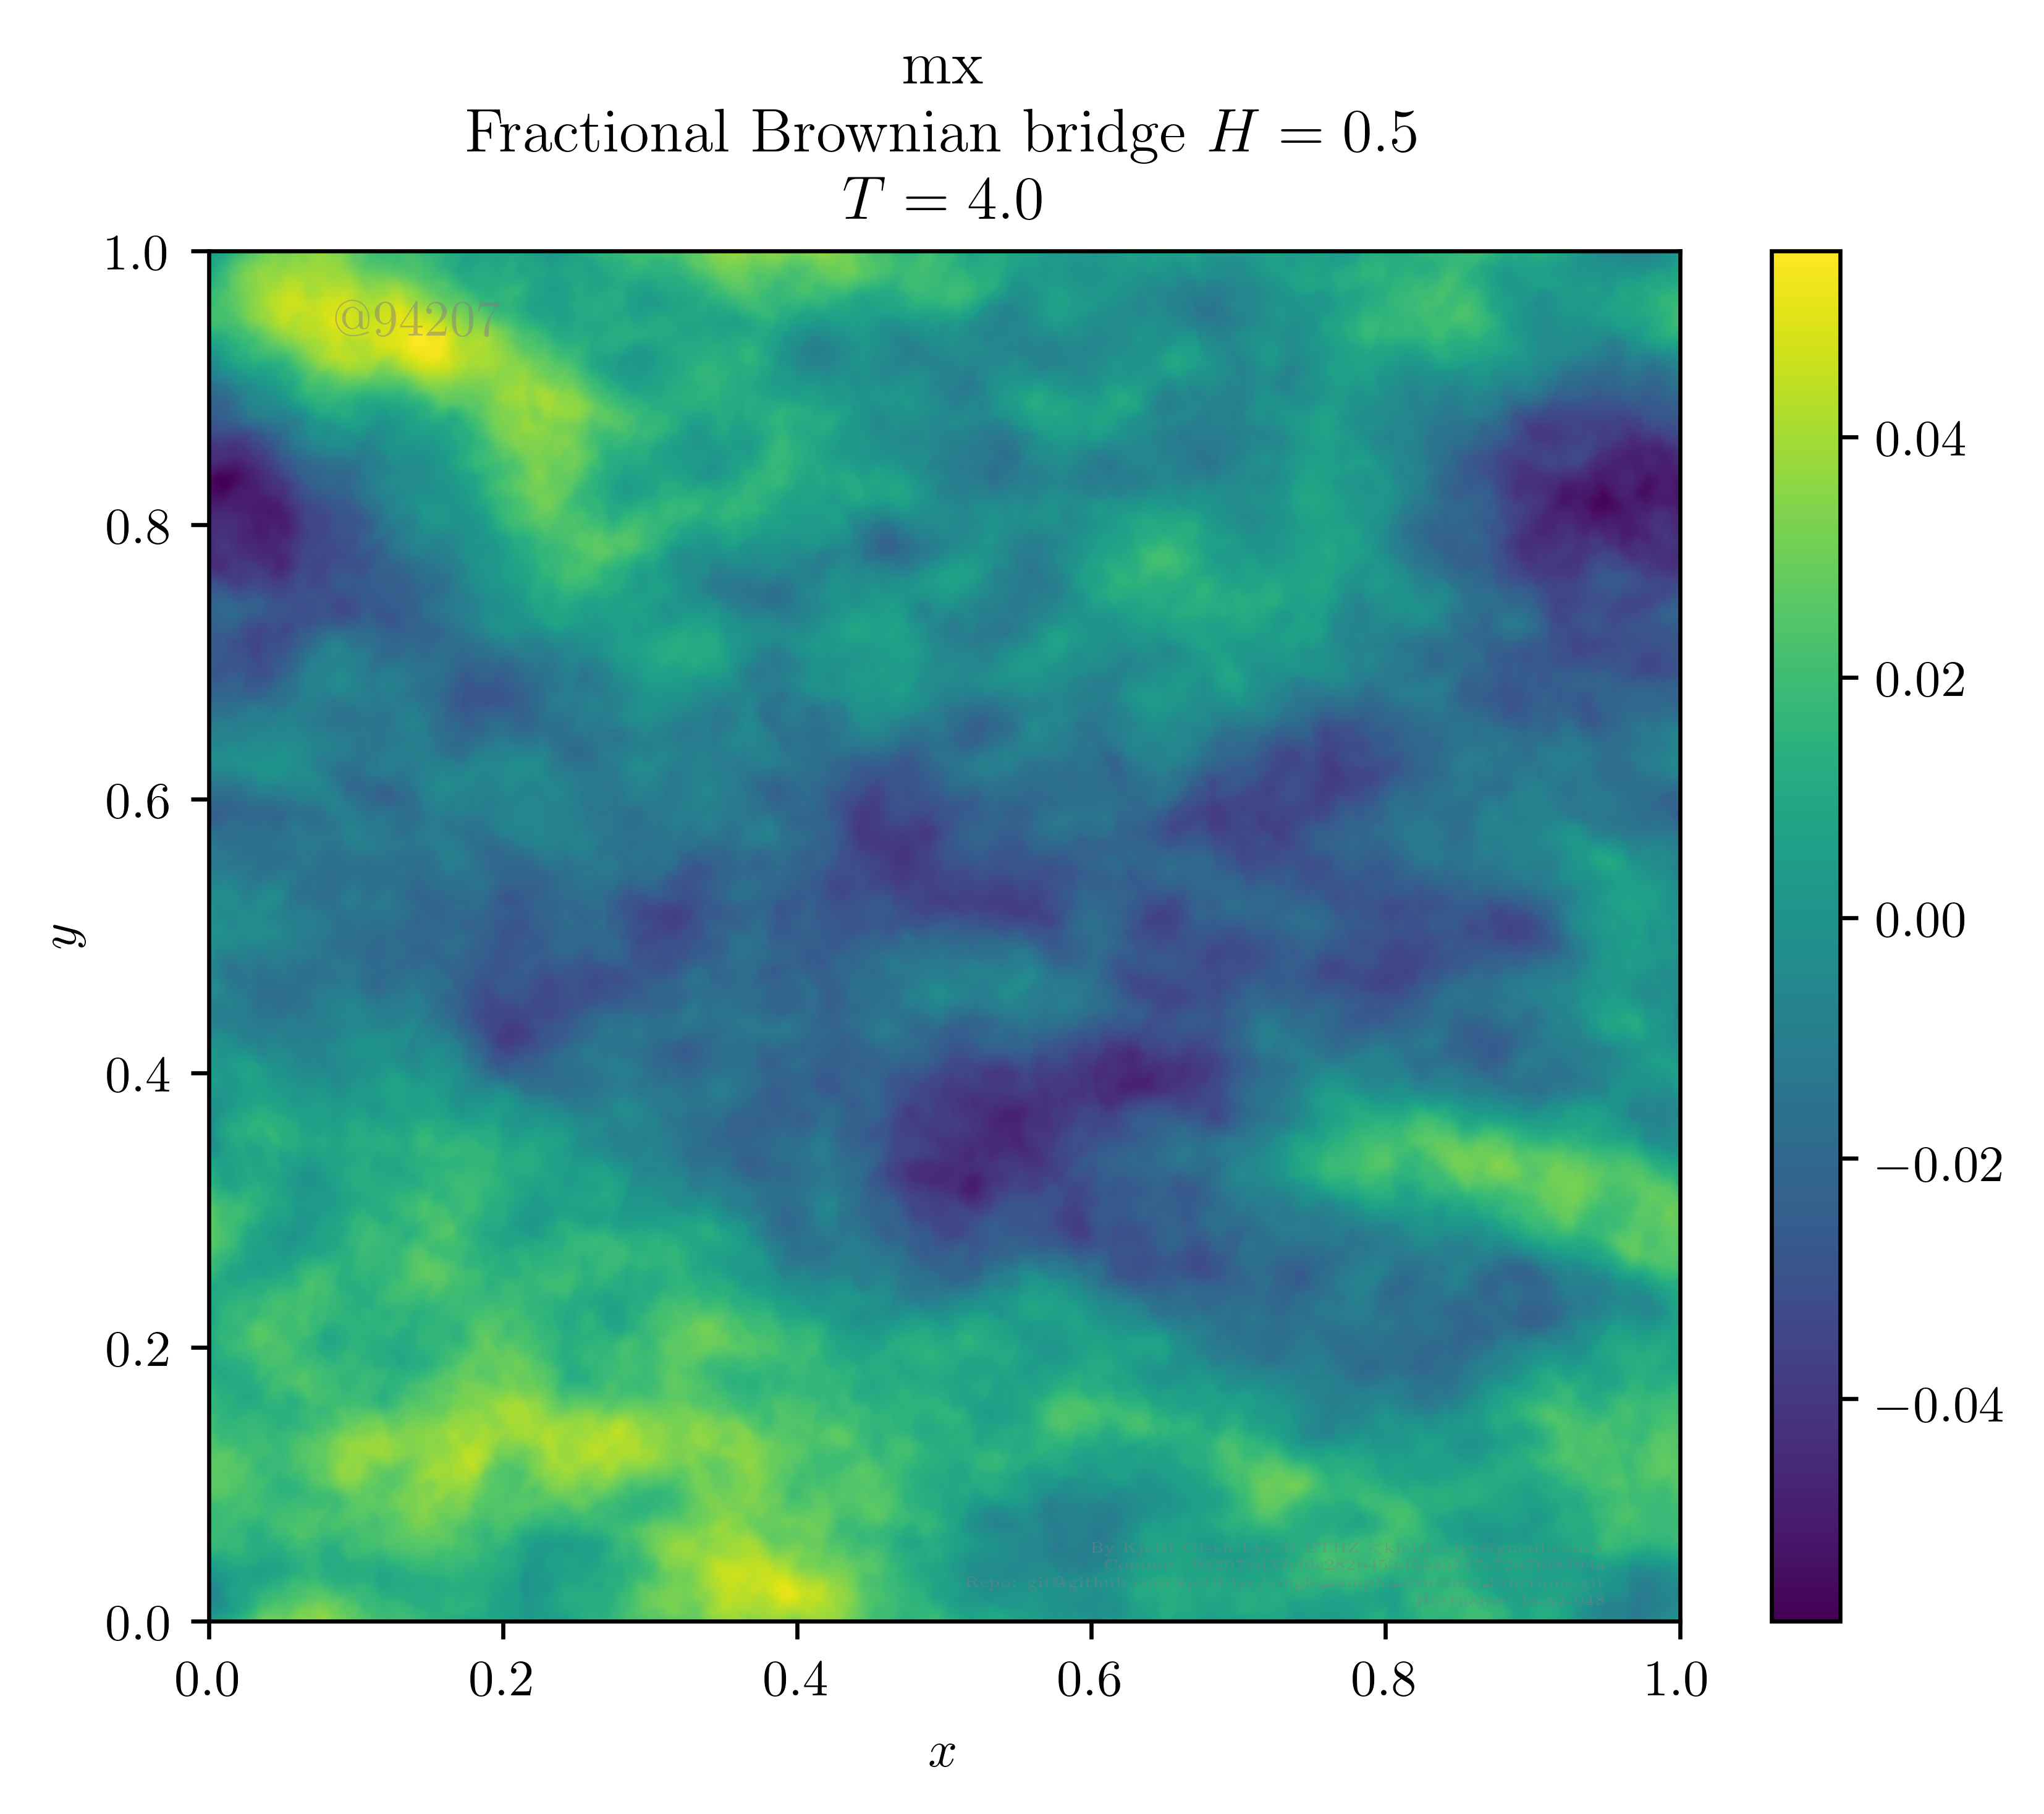 mx
Fractional Brownian bridge H = 0.5
T = 4.0
@94207
1.0
0.8
0.6
0.4
0.2
0.0
y
0.0 0.2 0.4 0.6 0.8 1.0
x
0.04
0.02
0.00
−0.02
−0.04
By
Repo: